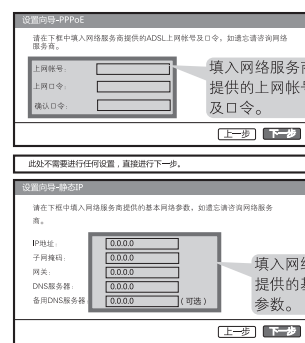 设置向导-PPPoE
请在下框中填入网络服务商提供的ADSL上网帐号及口令，如遗忘请咨询网络
服务商。
上网帐号：
上网口令：
确认口令：
填入网络服务商
提供的上网帐号
及口令。
上一步 下一步
此处不需要进行任何设置，直接进行下一步。
设置向导-静态IP
请在下框中填入网络服务商提供的基本网络参数，如遗忘请咨询网络服务
商。
IP地址： 0.0.0.0
子网掩码： 0.0.0.0
网关： 0.0.0.0
DNS服务器： 0.0.0.0
备用DNS服务器 0.0.0.0 （可选）
填入网络
提供的基
参数。
上一步 下一步